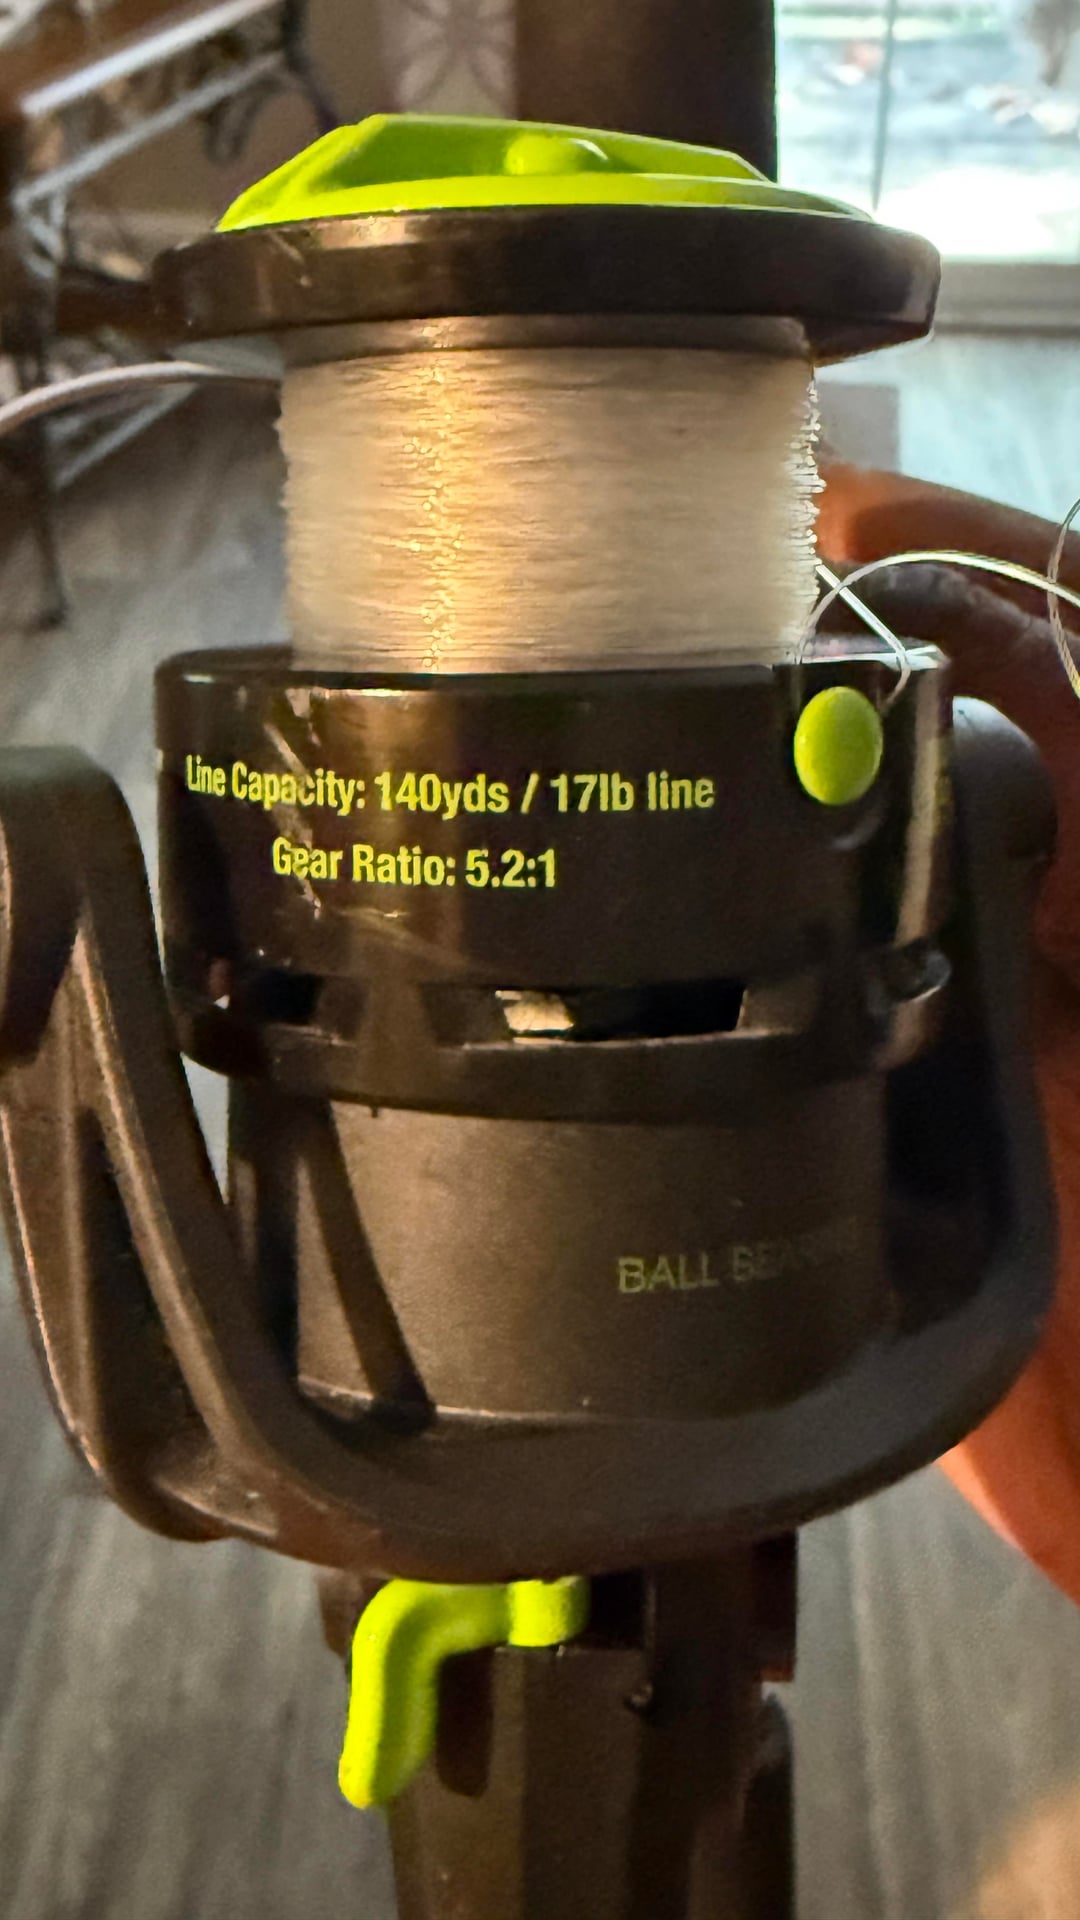 Line Capacity: 140yds / 17lb line
Gear Ratio: 5.2:1
BALL